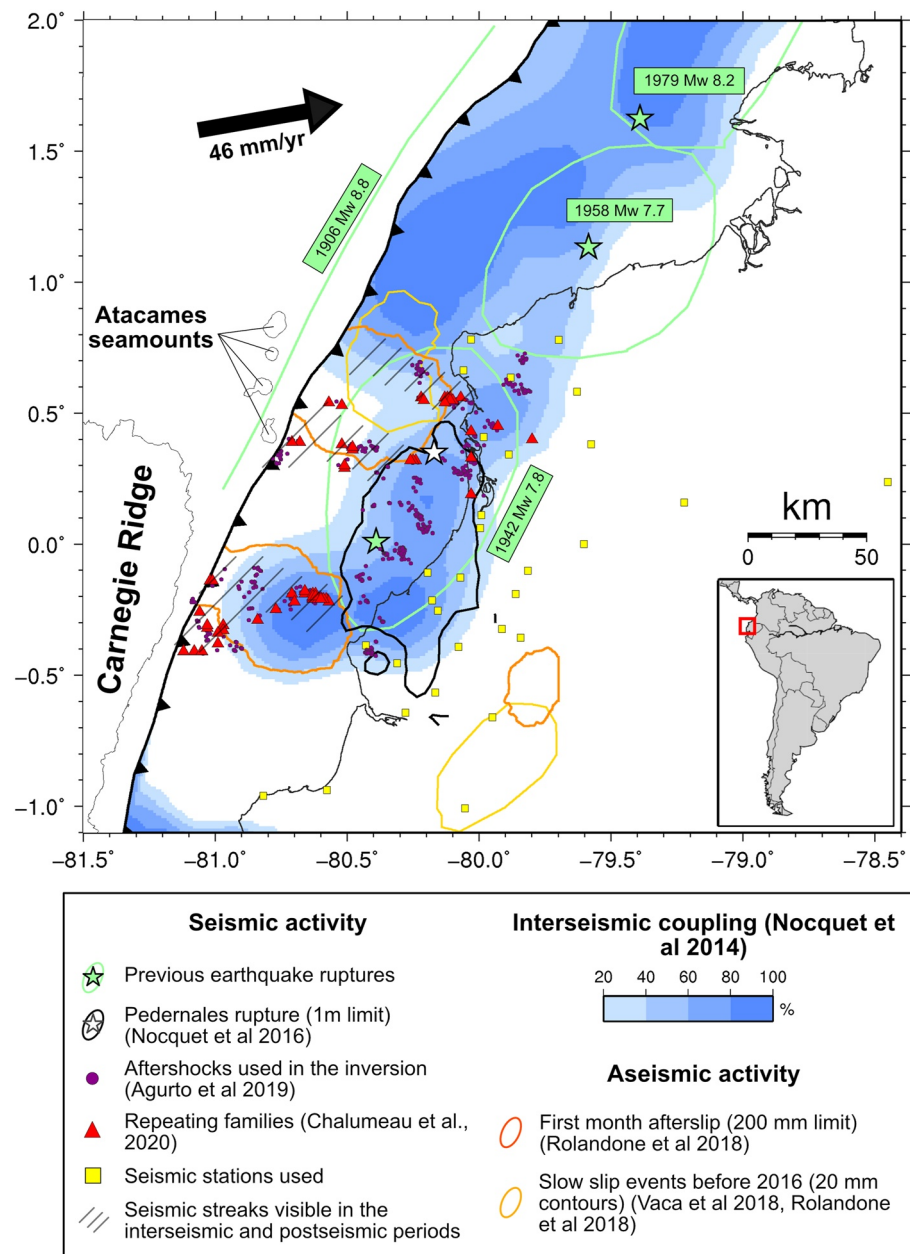 2.0°
1.5°
1.0°
0.5°
0.0°
−0.5°
−1.0°
−81.5°
−81.0°
−80.5°
−80.0°
−79.5°
−79.0°
−78.5°
46 mm/yr
1906 Mw 8.8
1979 Mw 8.2
1958 Mw 7.7
1942 Mw 7.8
Atacames
seamounts
Carnegie Ridge
km
0
50
Seismic activity
Previous earthquake ruptures
Pedernales rupture (1m limit)
(Nocquet et al 2016)
Aftershocks used in the inversion
(Agurto et al 2019)
Repeating families (Chalumeau et al.,
2020)
Seismic stations used
Seismic streaks visible in the
interseismic and postseismic periods
Interseismic coupling (Nocquet et
al 2014)
20 40 60 80 100
%
Aseismic activity
First month afterslip (200 mm limit)
(Rolandone et al 2018)
Slow slip events before 2016 (20 mm
contours) (Vaca et al 2018, Rolandone
et al 2018)